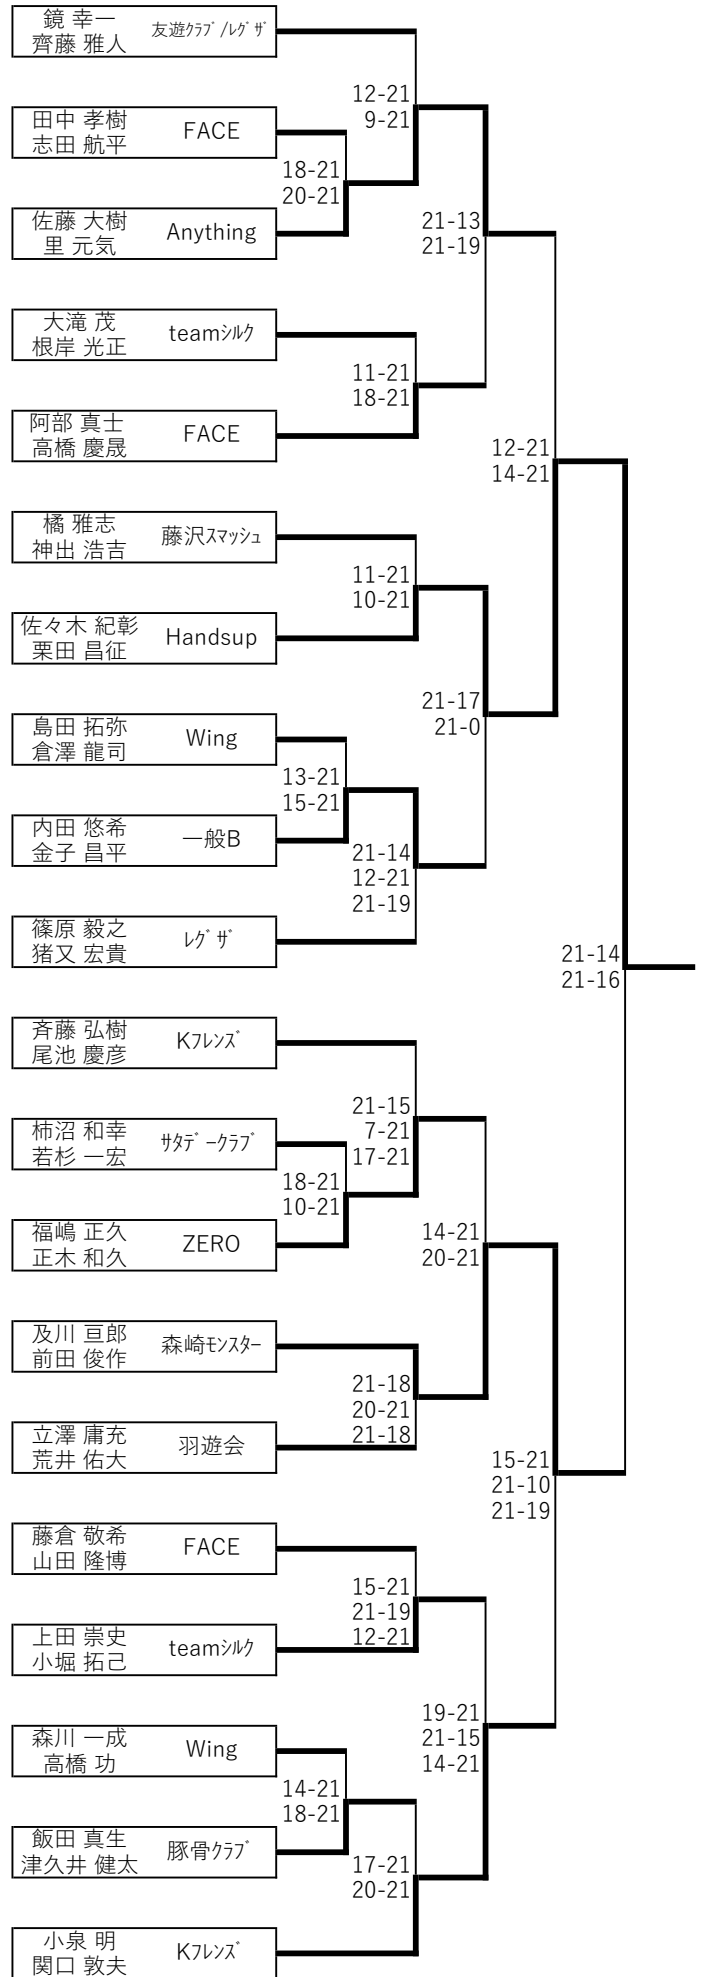 鏡 幸一
齊藤 雅人
友遊ｸﾗﾌﾞ/ﾚｸﾞｻﾞ
12-21
9-21
田中 孝樹
志田 航平
FACE
18-21
20-21
佐藤 大樹
里 元気
Anything
21-13
21-19
大滝 茂
根岸 光正
teamｼﾙｸ
11-21
18-21
阿部 真士
高橋 慶晟
FACE
12-21
14-21
橘 雅志
神出 浩吉
藤沢ｽﾏｯｼｭ
11-21
10-21
佐々木 紀彰
栗田 昌征
Handsup
21-17
21-0
島田 拓弥
倉澤 龍司
Wing
13-21
15-21
内田 悠希
金子 昌平
一般B
21-14
12-21
21-19
篠原 毅之
猪又 宏貴
ﾚｸﾞｻﾞ
21-14
21-16
斉藤 弘樹
尾池 慶彦
Kﾌﾚﾝｽﾞ
21-15
7-21
17-21
柿沼 和幸
若杉 一宏
ｻﾀﾃﾞｰｸﾗﾌﾞ
18-21
10-21
福嶋 正久
正木 和久
ZERO
14-21
20-21
及川 亘郎
前田 俊作
森崎ﾓﾝｽﾀｰ
21-18
20-21
21-18
立澤 庸充
荒井 佑大
羽遊会
15-21
21-10
21-19
藤倉 敬希
山田 隆博
FACE
15-21
21-19
12-21
上田 崇史
小堀 拓己
teamｼﾙｸ
19-21
21-15
14-21
森川 一成
高橋 功
Wing
14-21
18-21
飯田 真生
津久井 健太
豚骨ｸﾗﾌﾞ
17-21
20-21
小泉 明
関口 敦夫
Kﾌﾚﾝｽﾞ